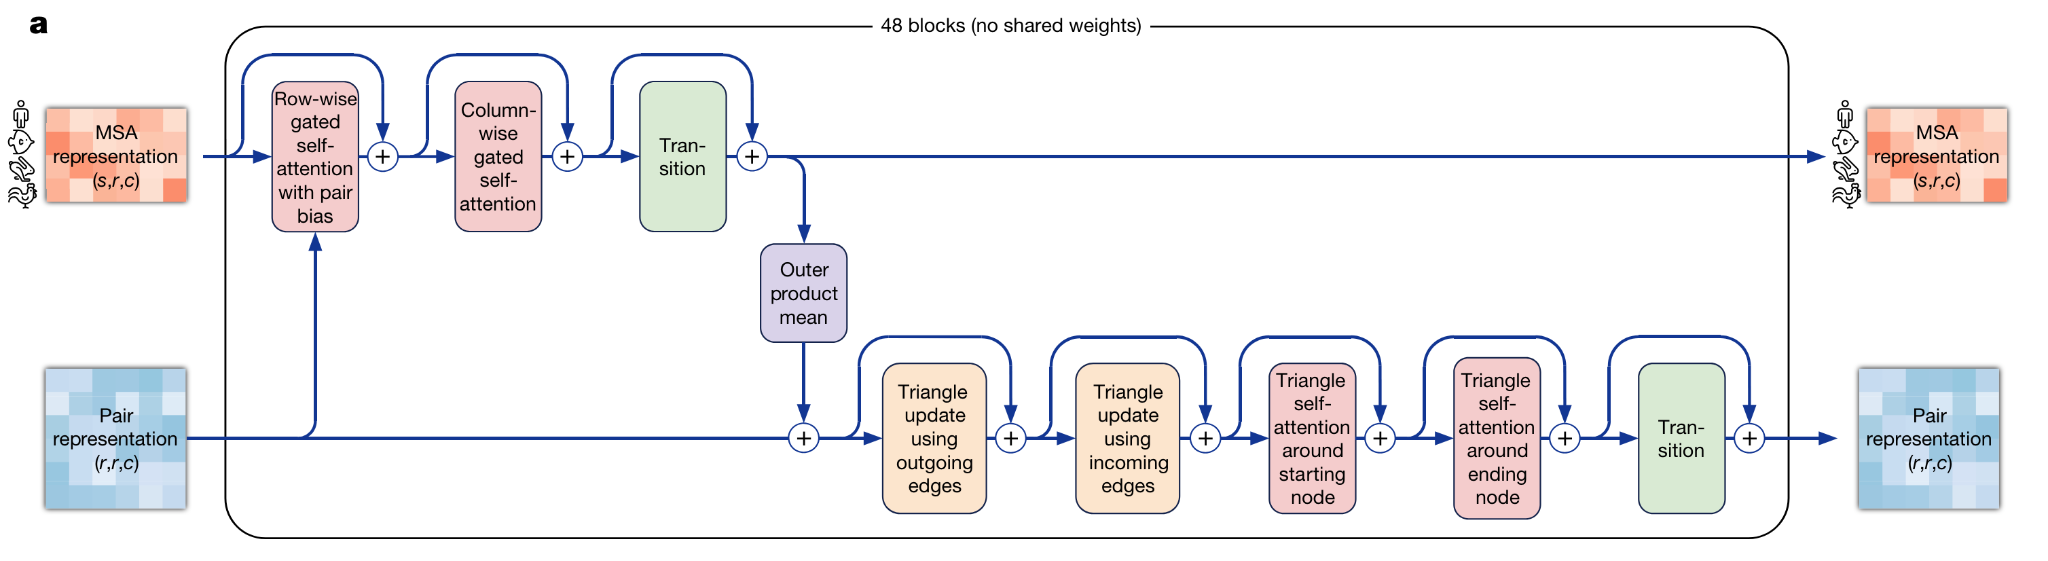 a
48 blocks (no shared weights)
MSA
representation
(s,r,c)
Row-wise
gated
self-
attention
with pair
bias
Column-
wise
gated
self-
attention
Tran-
sition
MSA
representation
(s,r,c)
Outer
product
mean
Pair
representation
(r,r,c)
Triangle
update
using
outgoing
edges
Triangle
update
using
incoming
edges
Triangle
self-
attention
around
starting
node
Triangle
self-
attention
around
ending
node
Tran-
sition
Pair
representation
(r,r,c)